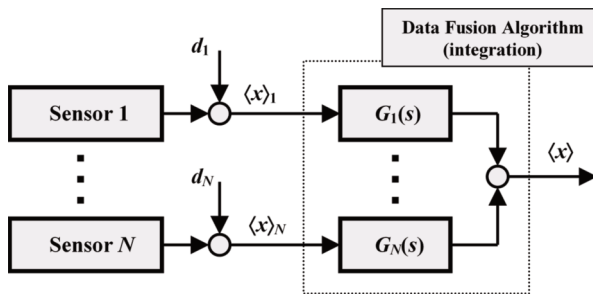 Data Fusion Algorithm
(integration)
d1
Sensor 1
⟨x⟩1
G1(s)
⟨x⟩
dN
Sensor N
⟨x⟩N
GN(s)